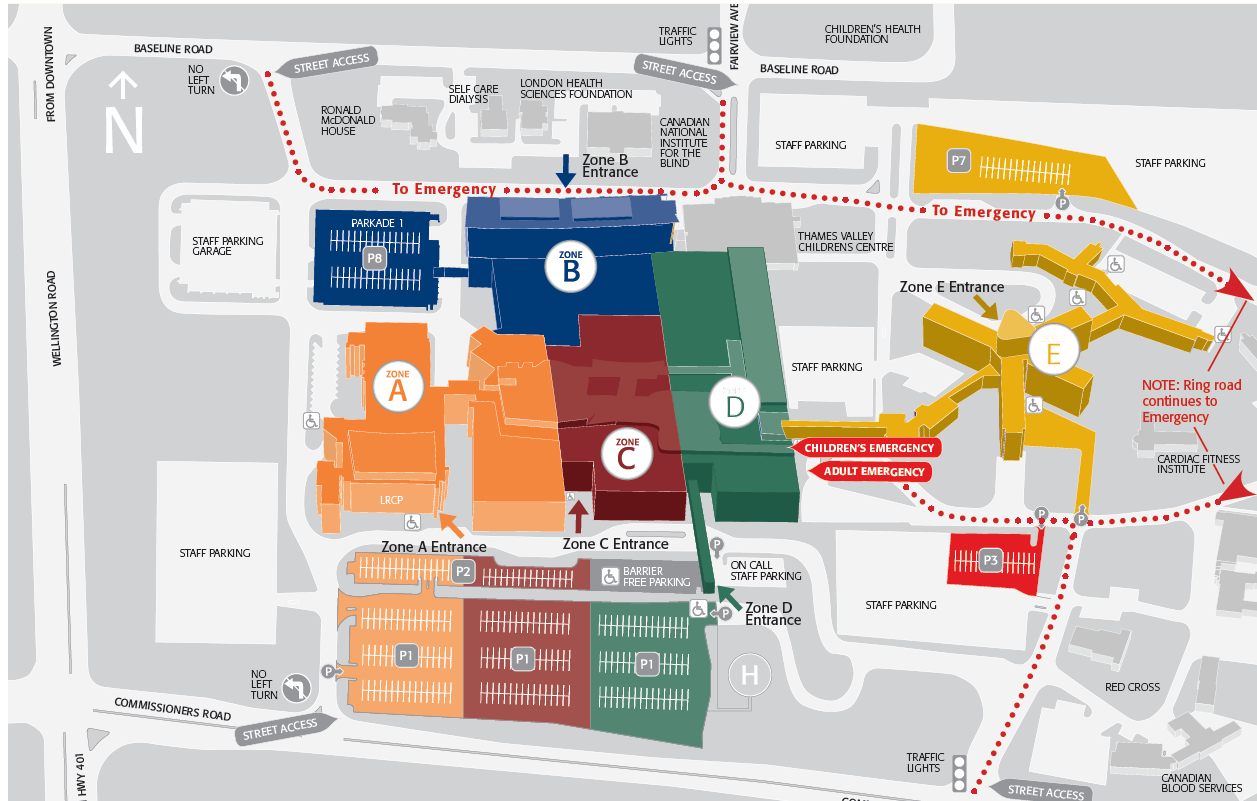 FROM DOWNTOWN
BASELINE ROAD
STREET ACCESS
NO
LEFT
TURN
N
RONALD
McDONALD
HOUSE
SELF CARE
DIALYSIS
LONDON HEALTH
SCIENCES FOUNDATION
TRAFFIC
LIGHTS
STREET ACCESS
FAIRVIEW AVE
BASELINE ROAD
CHILDREN'S HEALTH
FOUNDATION
CANADIAN
NATIONAL
INSTITUTE
FOR THE
BLIND
STAFF PARKING
P7
STAFF PARKING
P
Zone B
Entrance
To Emergency
To Emergency
STAFF PARKING
GARAGE
PARKADE 1
P8
ZONE
B
THAMES VALLEY
CHILDRENS CENTRE
Zone E Entrance
E
WELLINGTON ROAD
ZONE
A
D
STAFF PARKING
NOTE: Ring road
continues to
Emergency
ZONE
C
CHILDREN'S EMERGENCY
ADULT EMERGENCY
CARDIAC FITNESS
INSTITUTE
LRCP
Zone A Entrance
Zone C Entrance
P
P
P
STAFF PARKING
P2
BARRIER
FREE PARKING
ON CALL
STAFF PARKING
P3
Zone D
Entrance
P
STAFF PARKING
P1
P1
P1
H
P
NO
LEFT
TURN
RED CROSS
COMMISSIONERS ROAD
STREET ACCESS
HWY 401
TRAFFIC
LIGHTS
STREET ACCESS
CANADIAN
BLOOD SERVICES